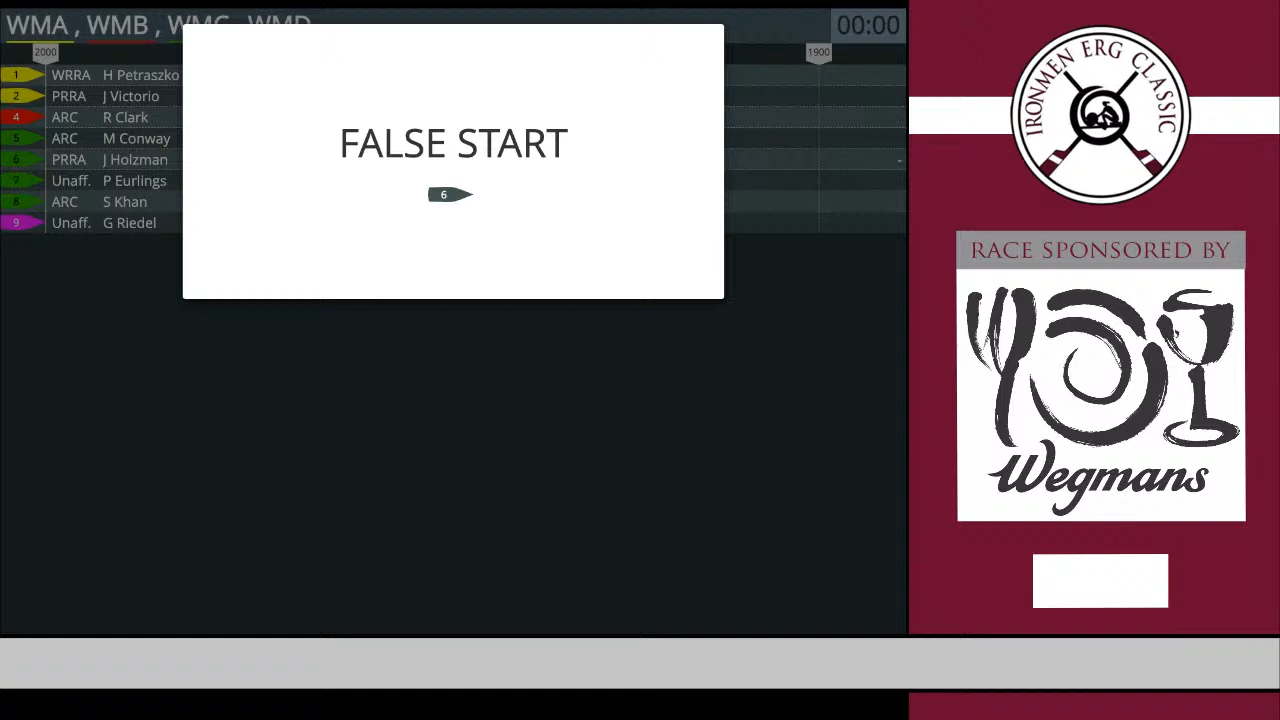 WMA , WMB , WMC , WMD
00:00
2000
1900
1 WRRA H Petraszko
2 PRRA J Victorio
4 ARC R Clark
5 ARC M Conway
6 PRRA J Holzman
7 Unaff. P Eurlings
8 ARC S Khan
9 Unaff. G Riedel
-
FALSE START
6
IRONMEN ERG CLASSIC
RACE SPONSORED BY
Wegmans